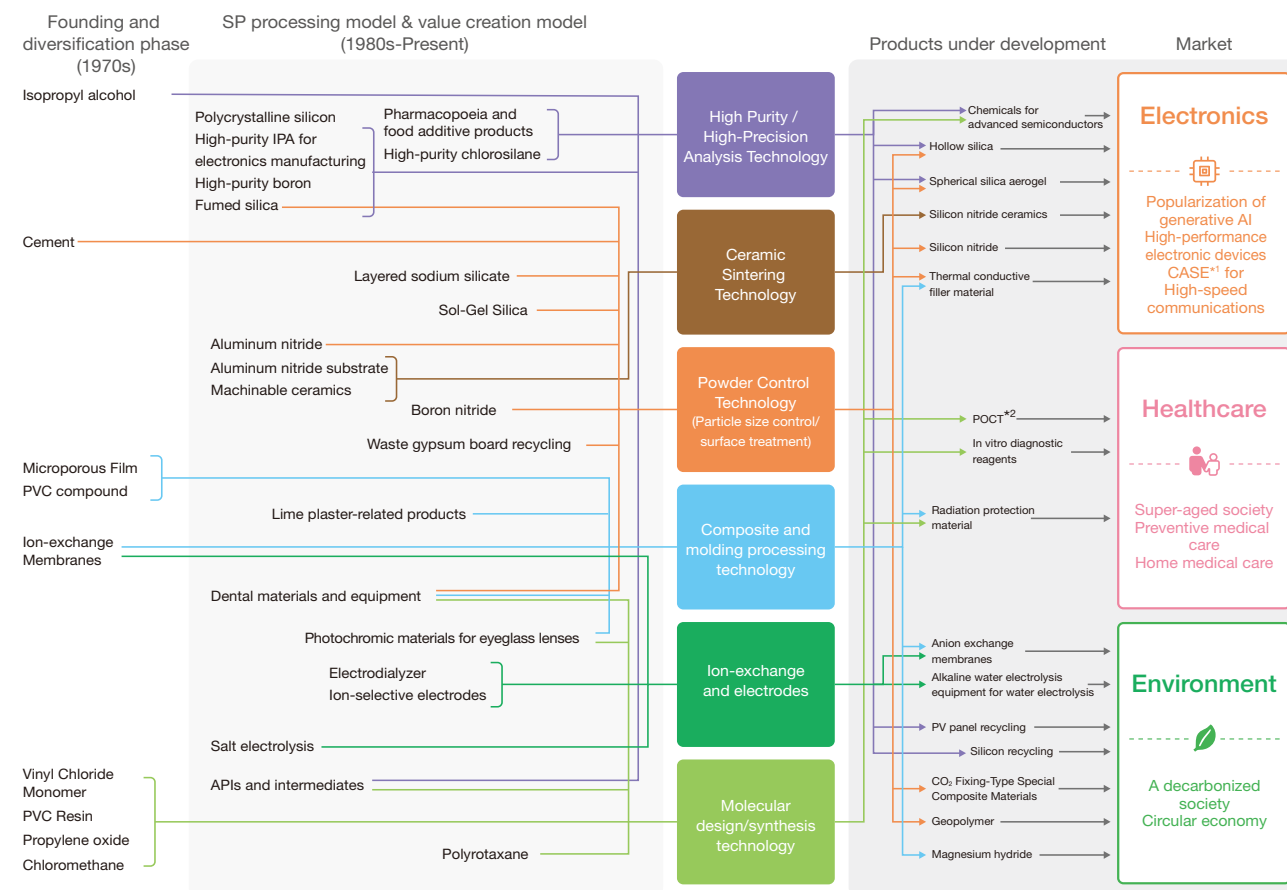 Founding and
diversification phase
(1970s)
SP processing model & value creation model
(1980s-Present)
Products under development
Market
Isopropyl alcohol
Cement
Microporous Film
PVC compound
Ion-exchange
Membranes
Vinyl Chloride
Monomer
PVC Resin
Propylene oxide
Chloromethane
Polycrystalline silicon
High-purity IPA for
electronics manufacturing
High-purity boron
Fumed silica
Pharmacopoeia and
food additive products
High-purity chlorosilane
Layered sodium silicate
Sol-Gel Silica
Aluminum nitride
Aluminum nitride substrate
Machinable ceramics
Boron nitride
Waste gypsum board recycling
Lime plaster-related products
Dental materials and equipment
Photochromic materials for eyeglass lenses
Electrodialyzer
Ion-selective electrodes
Salt electrolysis
APIs and intermediates
Polyrotaxane
High Purity /
High-Precision
Analysis Technology
Ceramic
Sintering
Technology
Powder Control
Technology
(Particle size control/
surface treatment)
Composite and
molding processing
technology
Ion-exchange
and electrodes
Molecular
design/synthesis
technology
Chemicals for
advanced semiconductors
Hollow silica
Spherical silica aerogel
Silicon nitride ceramics
Silicon nitride
Thermal conductive
filler material
POCT*2
In vitro diagnostic
reagents
Radiation protection
material
Anion exchange
membranes
Alkaline water electrolysis
equipment for water electrolysis
PV panel recycling
Silicon recycling
CO₂ Fixing-Type Special
Composite Materials
Geopolymer
Magnesium hydride
Electronics
Popularization of
generative AI
High-performance
electronic devices
CASE*¹ for
High-speed
communications
Healthcare
Super-aged society
Preventive medical
care
Home medical care
Environment
A decarbonized
society
Circular economy